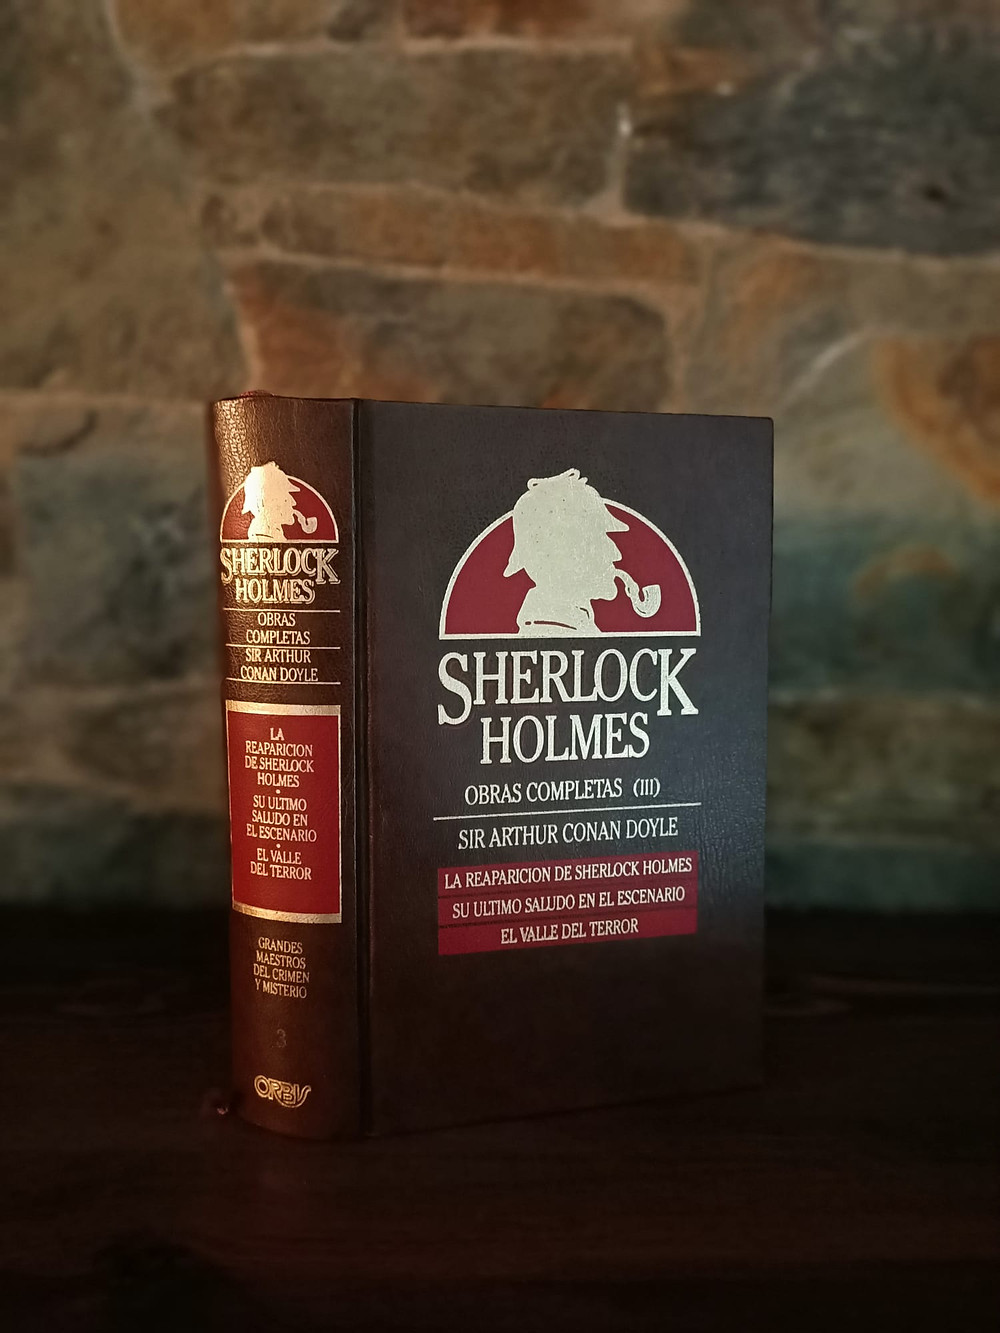 SHERLOCK
HOLMES
OBRAS
COMPLETAS
SIR ARTHUR
CONAN DOYLE
LA
REAPARICION
DE SHERLOCK
HOLMES
•
SU ULTIMO
SALUDO EN
EL ESCENARIO
•
EL VALLE
DEL TERROR
GRANDES
MAESTROS
DEL CRIMEN
Y MISTERIO
3
ORBIS
SHERLOCK
HOLMES
OBRAS COMPLETAS (III)
SIR ARTHUR CONAN DOYLE
LA REAPARICION DE SHERLOCK HOLMES
SU ULTIMO SALUDO EN EL ESCENARIO
EL VALLE DEL TERROR